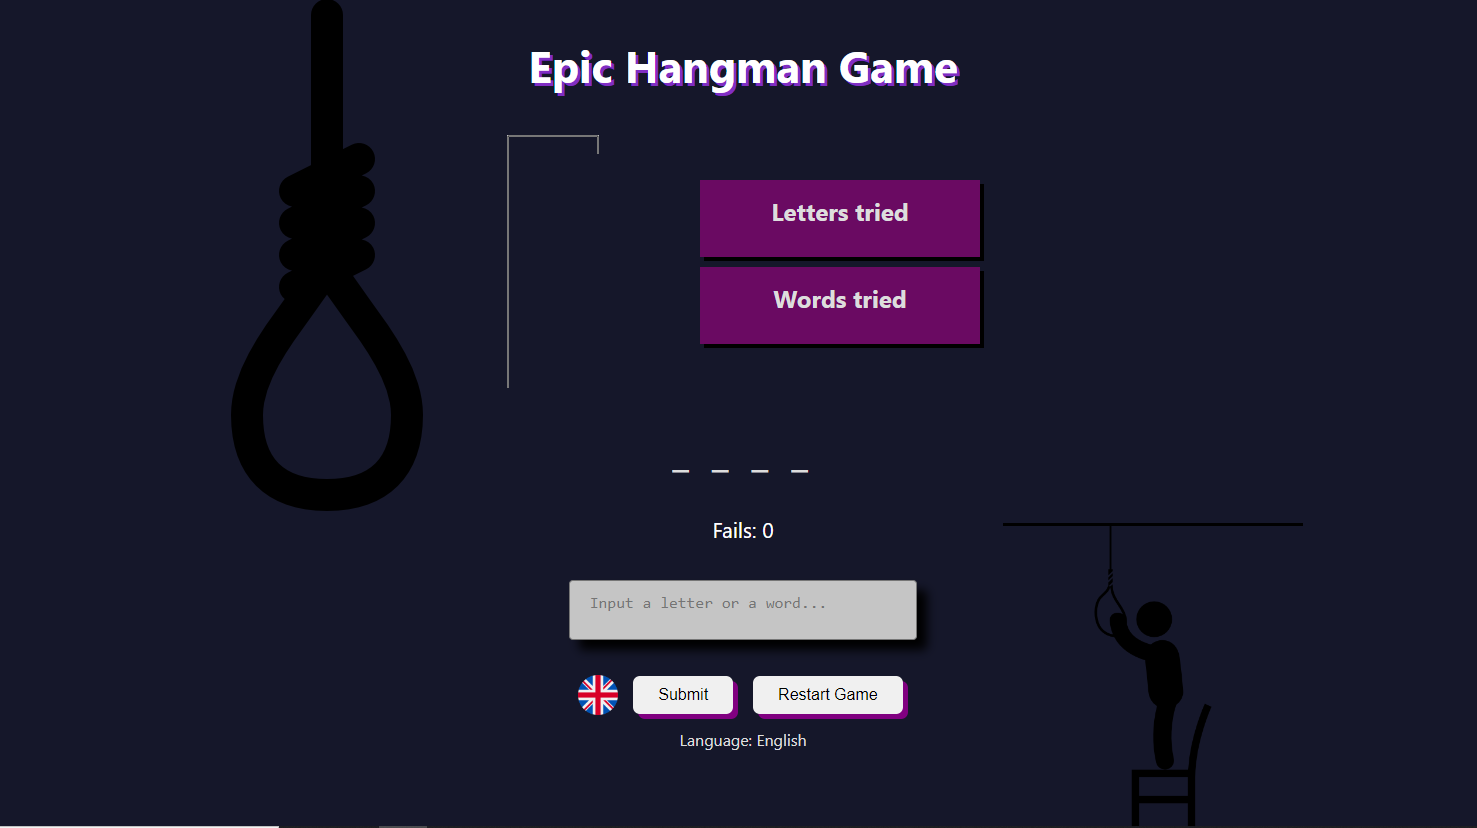 Epic Hangman Game
Letters tried
Words tried
_ _ _ _
Fails: 0
Input a letter or a word...
Submit Restart Game
Language: English